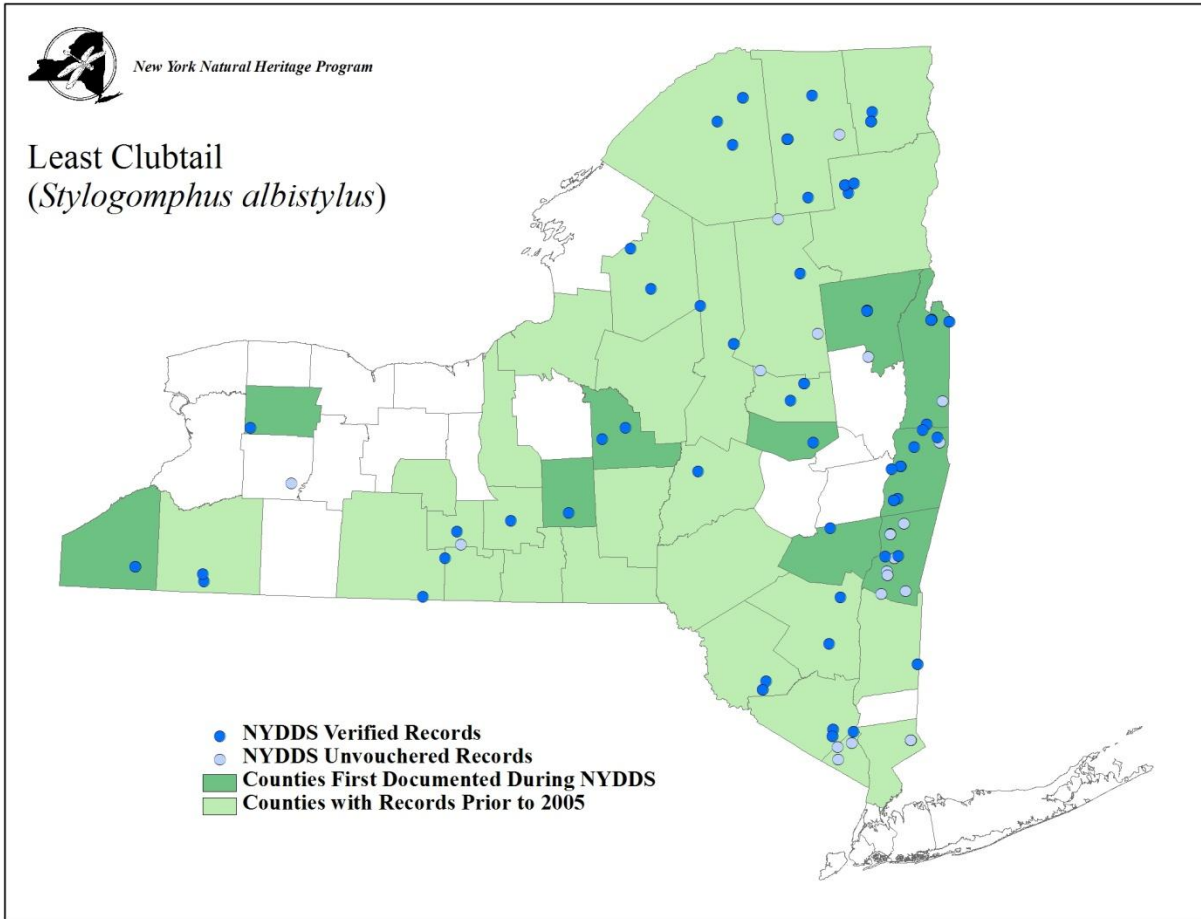 New York Natural Heritage Program
Least Clubtail
(Stylogomphus albistylus)
NYDDS Verified Records
NYDDS Unvouchered Records
Counties First Documented During NYDDS
Counties with Records Prior to 2005